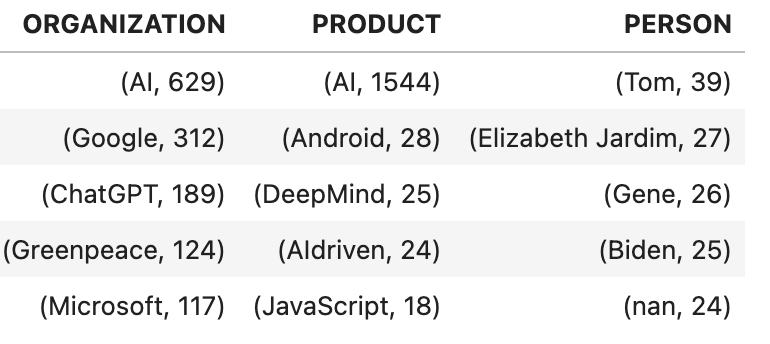 ORGANIZATION PRODUCT PERSON
(AI, 629) (AI, 1544) (Tom, 39)
(Google, 312) (Android, 28) (Elizabeth Jardim, 27)
(ChatGPT, 189) (DeepMind, 25) (Gene, 26)
(Greenpeace, 124) (AIdriven, 24) (Biden, 25)
(Microsoft, 117) (JavaScript, 18) (nan, 24)